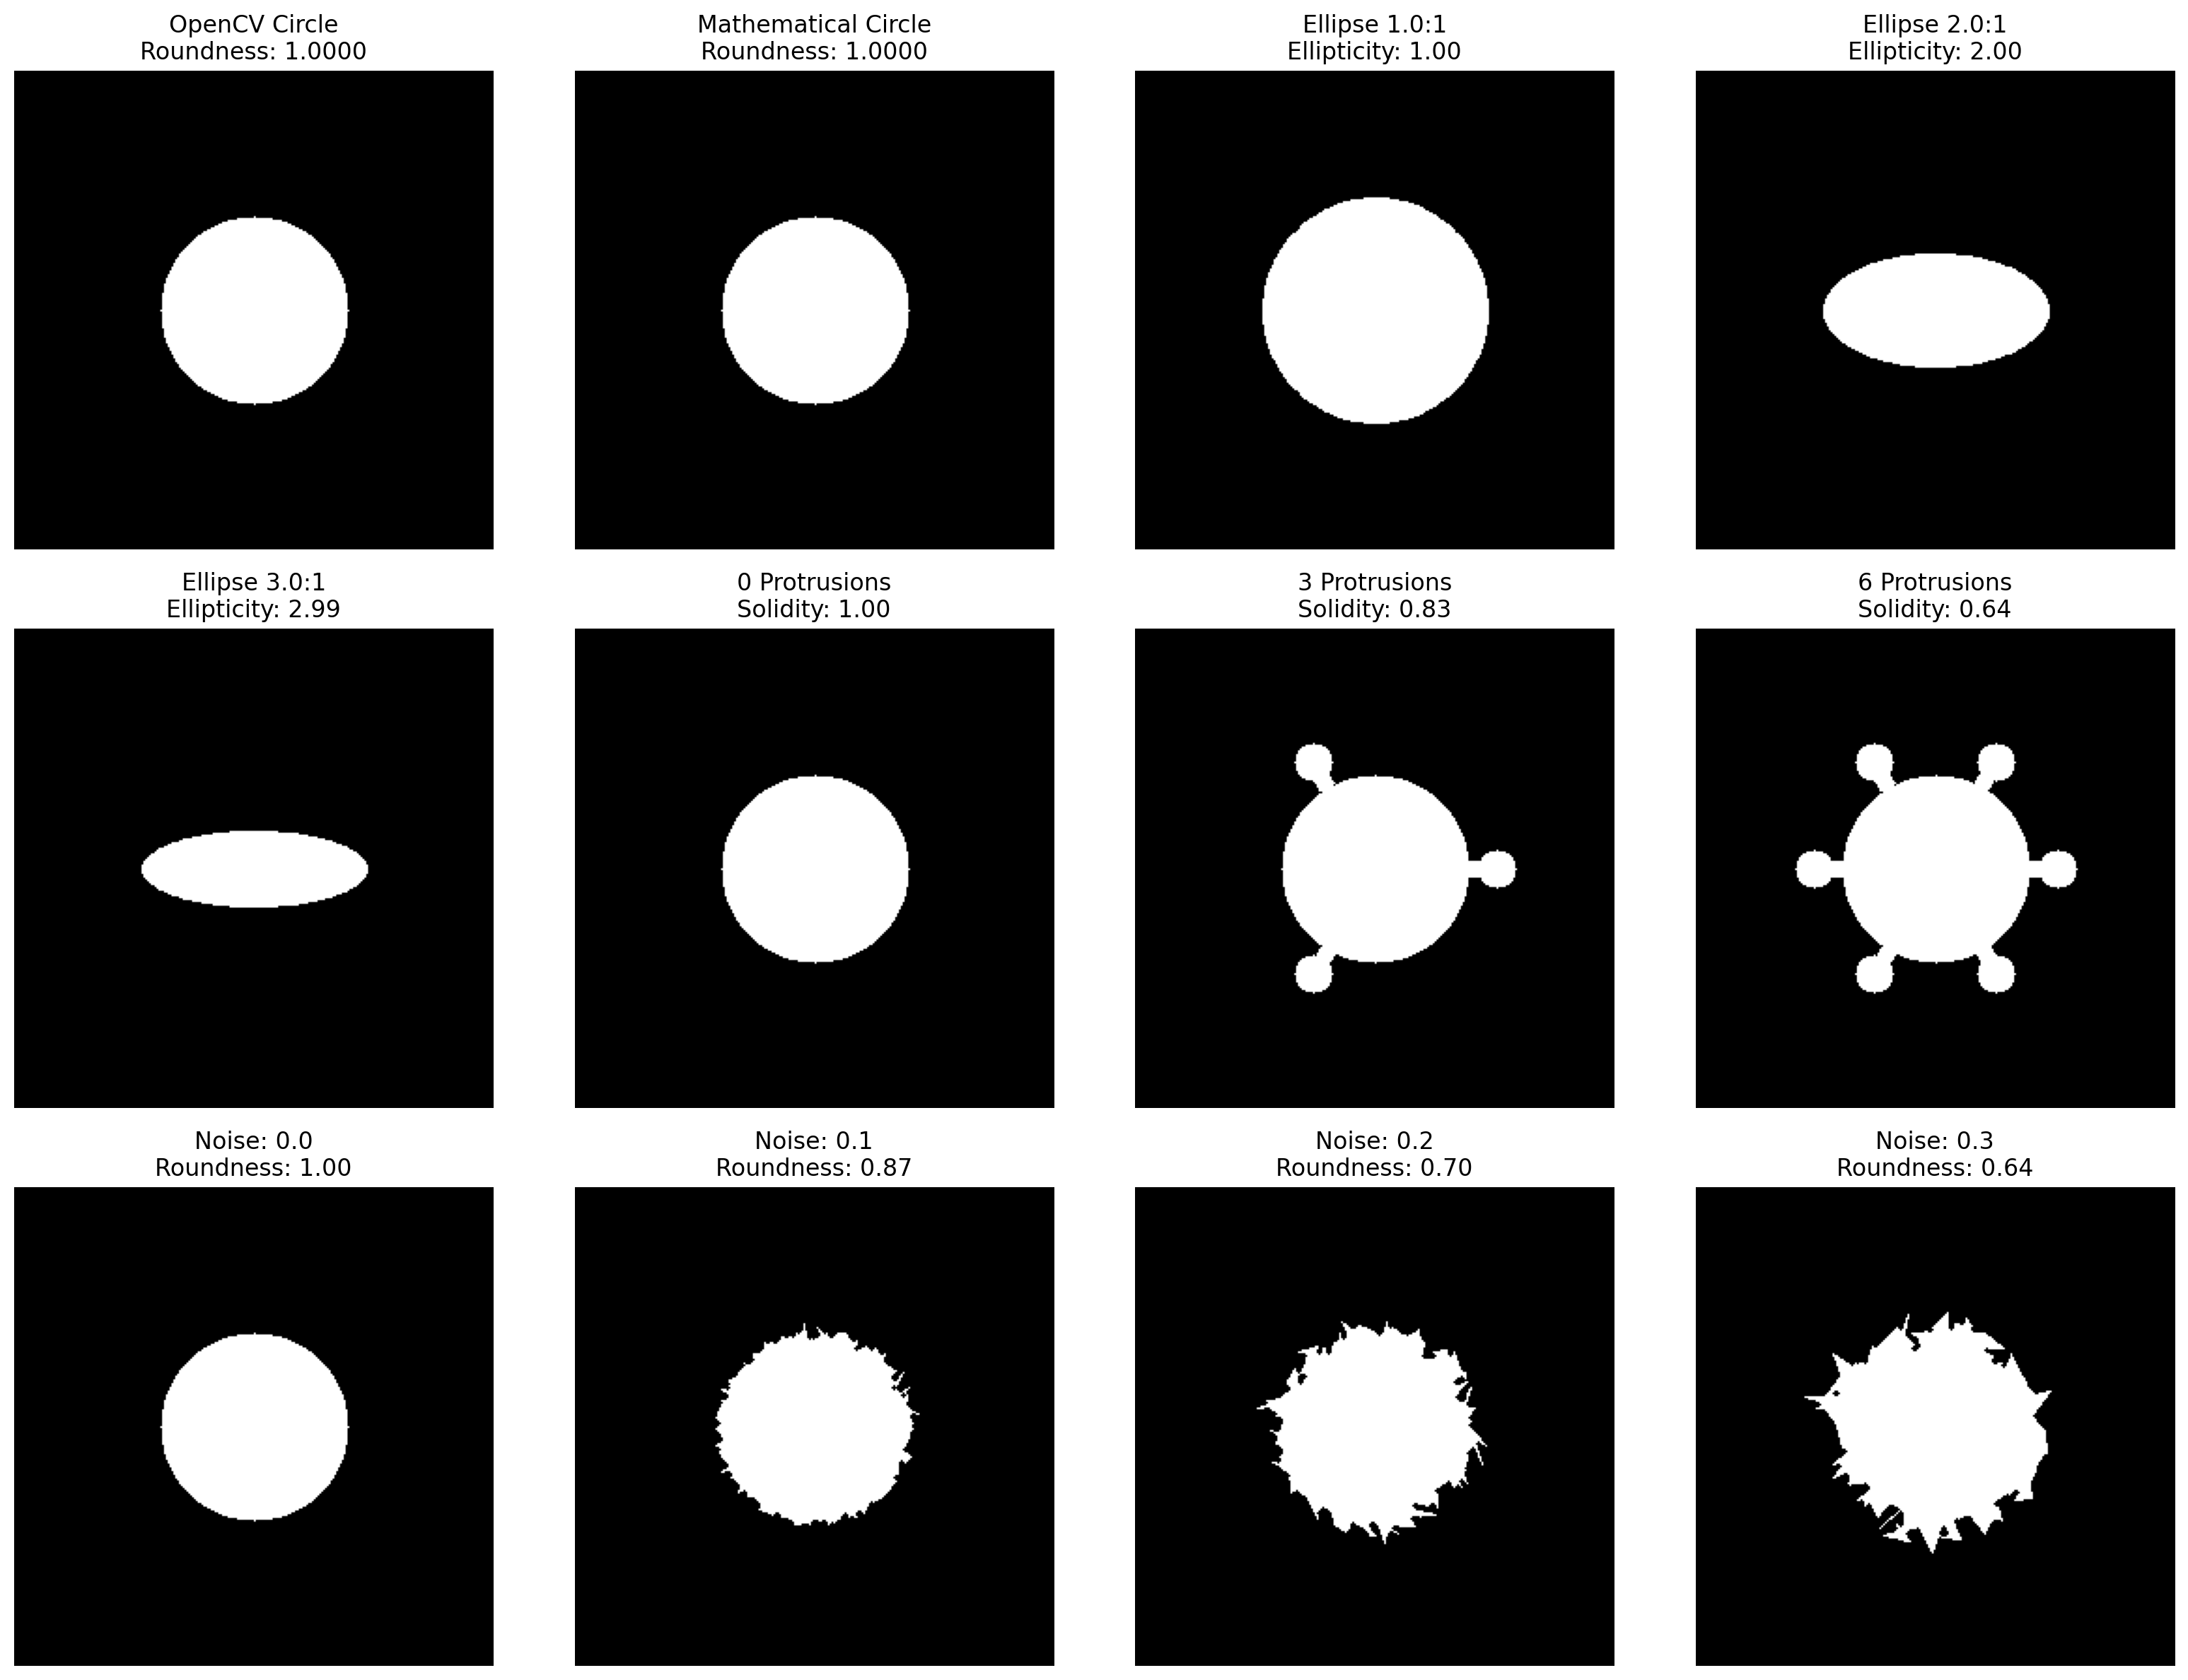 OpenCV Circle
Roundness: 1.0000
Mathematical Circle
Roundness: 1.0000
Ellipse 1.0:1
Ellipticity: 1.00
Ellipse 2.0:1
Ellipticity: 2.00
Ellipse 3.0:1
Ellipticity: 2.99
0 Protrusions
Solidity: 1.00
3 Protrusions
Solidity: 0.83
6 Protrusions
Solidity: 0.64
Noise: 0.0
Roundness: 1.00
Noise: 0.1
Roundness: 0.87
Noise: 0.2
Roundness: 0.70
Noise: 0.3
Roundness: 0.64